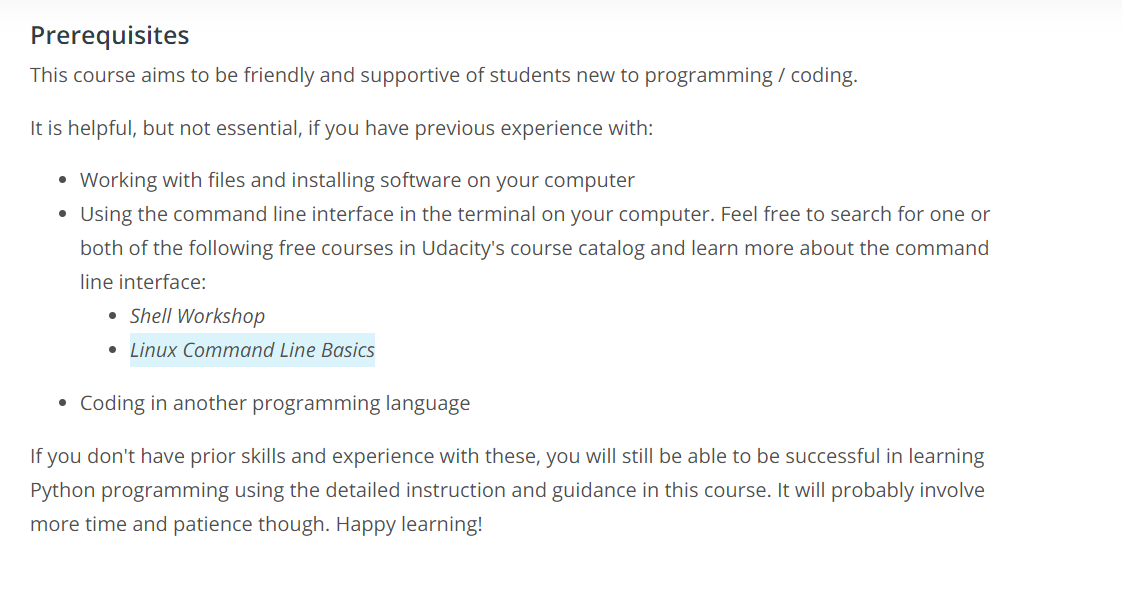 Prerequisites
This course aims to be friendly and supportive of students new to programming / coding.
It is helpful, but not essential, if you have previous experience with:
Working with files and installing software on your computer
Using the command line interface in the terminal on your computer. Feel free to search for one or
both of the following free courses in Udacity's course catalog and learn more about the command
line interface:
Shell Workshop
Linux Command Line Basics
Coding in another programming language
If you don't have prior skills and experience with these, you will still be able to be successful in learning
Python programming using the detailed instruction and guidance in this course. It will probably involve
more time and patience though. Happy learning!